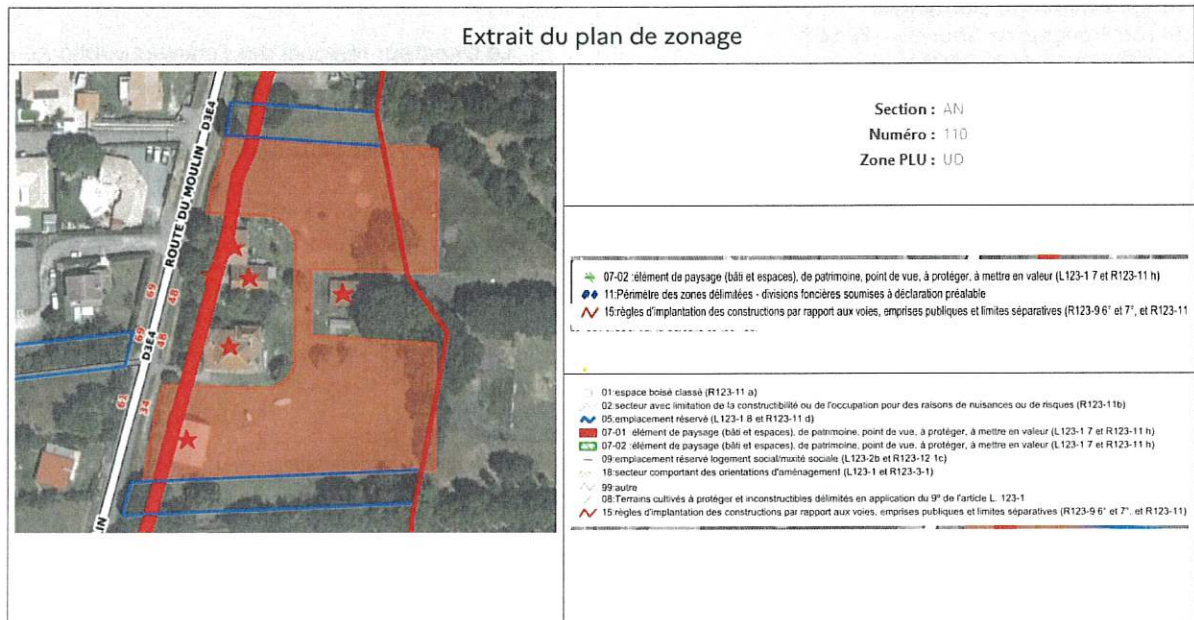 Extrait du plan de zonage
ROUTE DU MOULIN D3E4
69
48
69
48
D3E4
61
34
Section : AN
Numéro : 110
Zone PLU : UD
07-02 :élément de paysage (bâti et espaces), de patrimoine, point de vue, à protéger, à mettre en valeur (L123-1 7 et R123-11 h)
11:Périmètre des zones délimitées - divisions foncières soumises à déclaration préalable
15:règles d'implantation des constructions par rapport aux voies, emprises publiques et limites séparatives (R123-9 6° et 7°, et R123-11
01:espace boisé classé (R123-11 a)
02:secteur avec limitation de la constructibilité ou de l'occupation pour des raisons de nuisances ou de risques (R123-11b)
05:emplacement réservé (L123-1 8 et R123-11 d)
07-01 :élément de paysage (bâti et espaces), de patrimoine, point de vue, à protéger, à mettre en valeur (L123-1 7 et R123-11 h)
07-02 :élément de paysage (bâti et espaces), de patrimoine, point de vue, à protéger, à mettre en valeur (L123-1 7 et R123-11 h)
09:emplacement réservé logement social/mixité sociale (L123-2b et R123-12 1c)
18:secteur comportant des orientations d'aménagement (L123-1 et R123-3-1)
99:autre
08:Terrains cultivés à protéger et inconstructibles délimités en application du 9° de l'article L. 123-1
15:règles d'implantation des constructions par rapport aux voies, emprises publiques et limites séparatives (R123-9 6° et 7°, et R123-11)